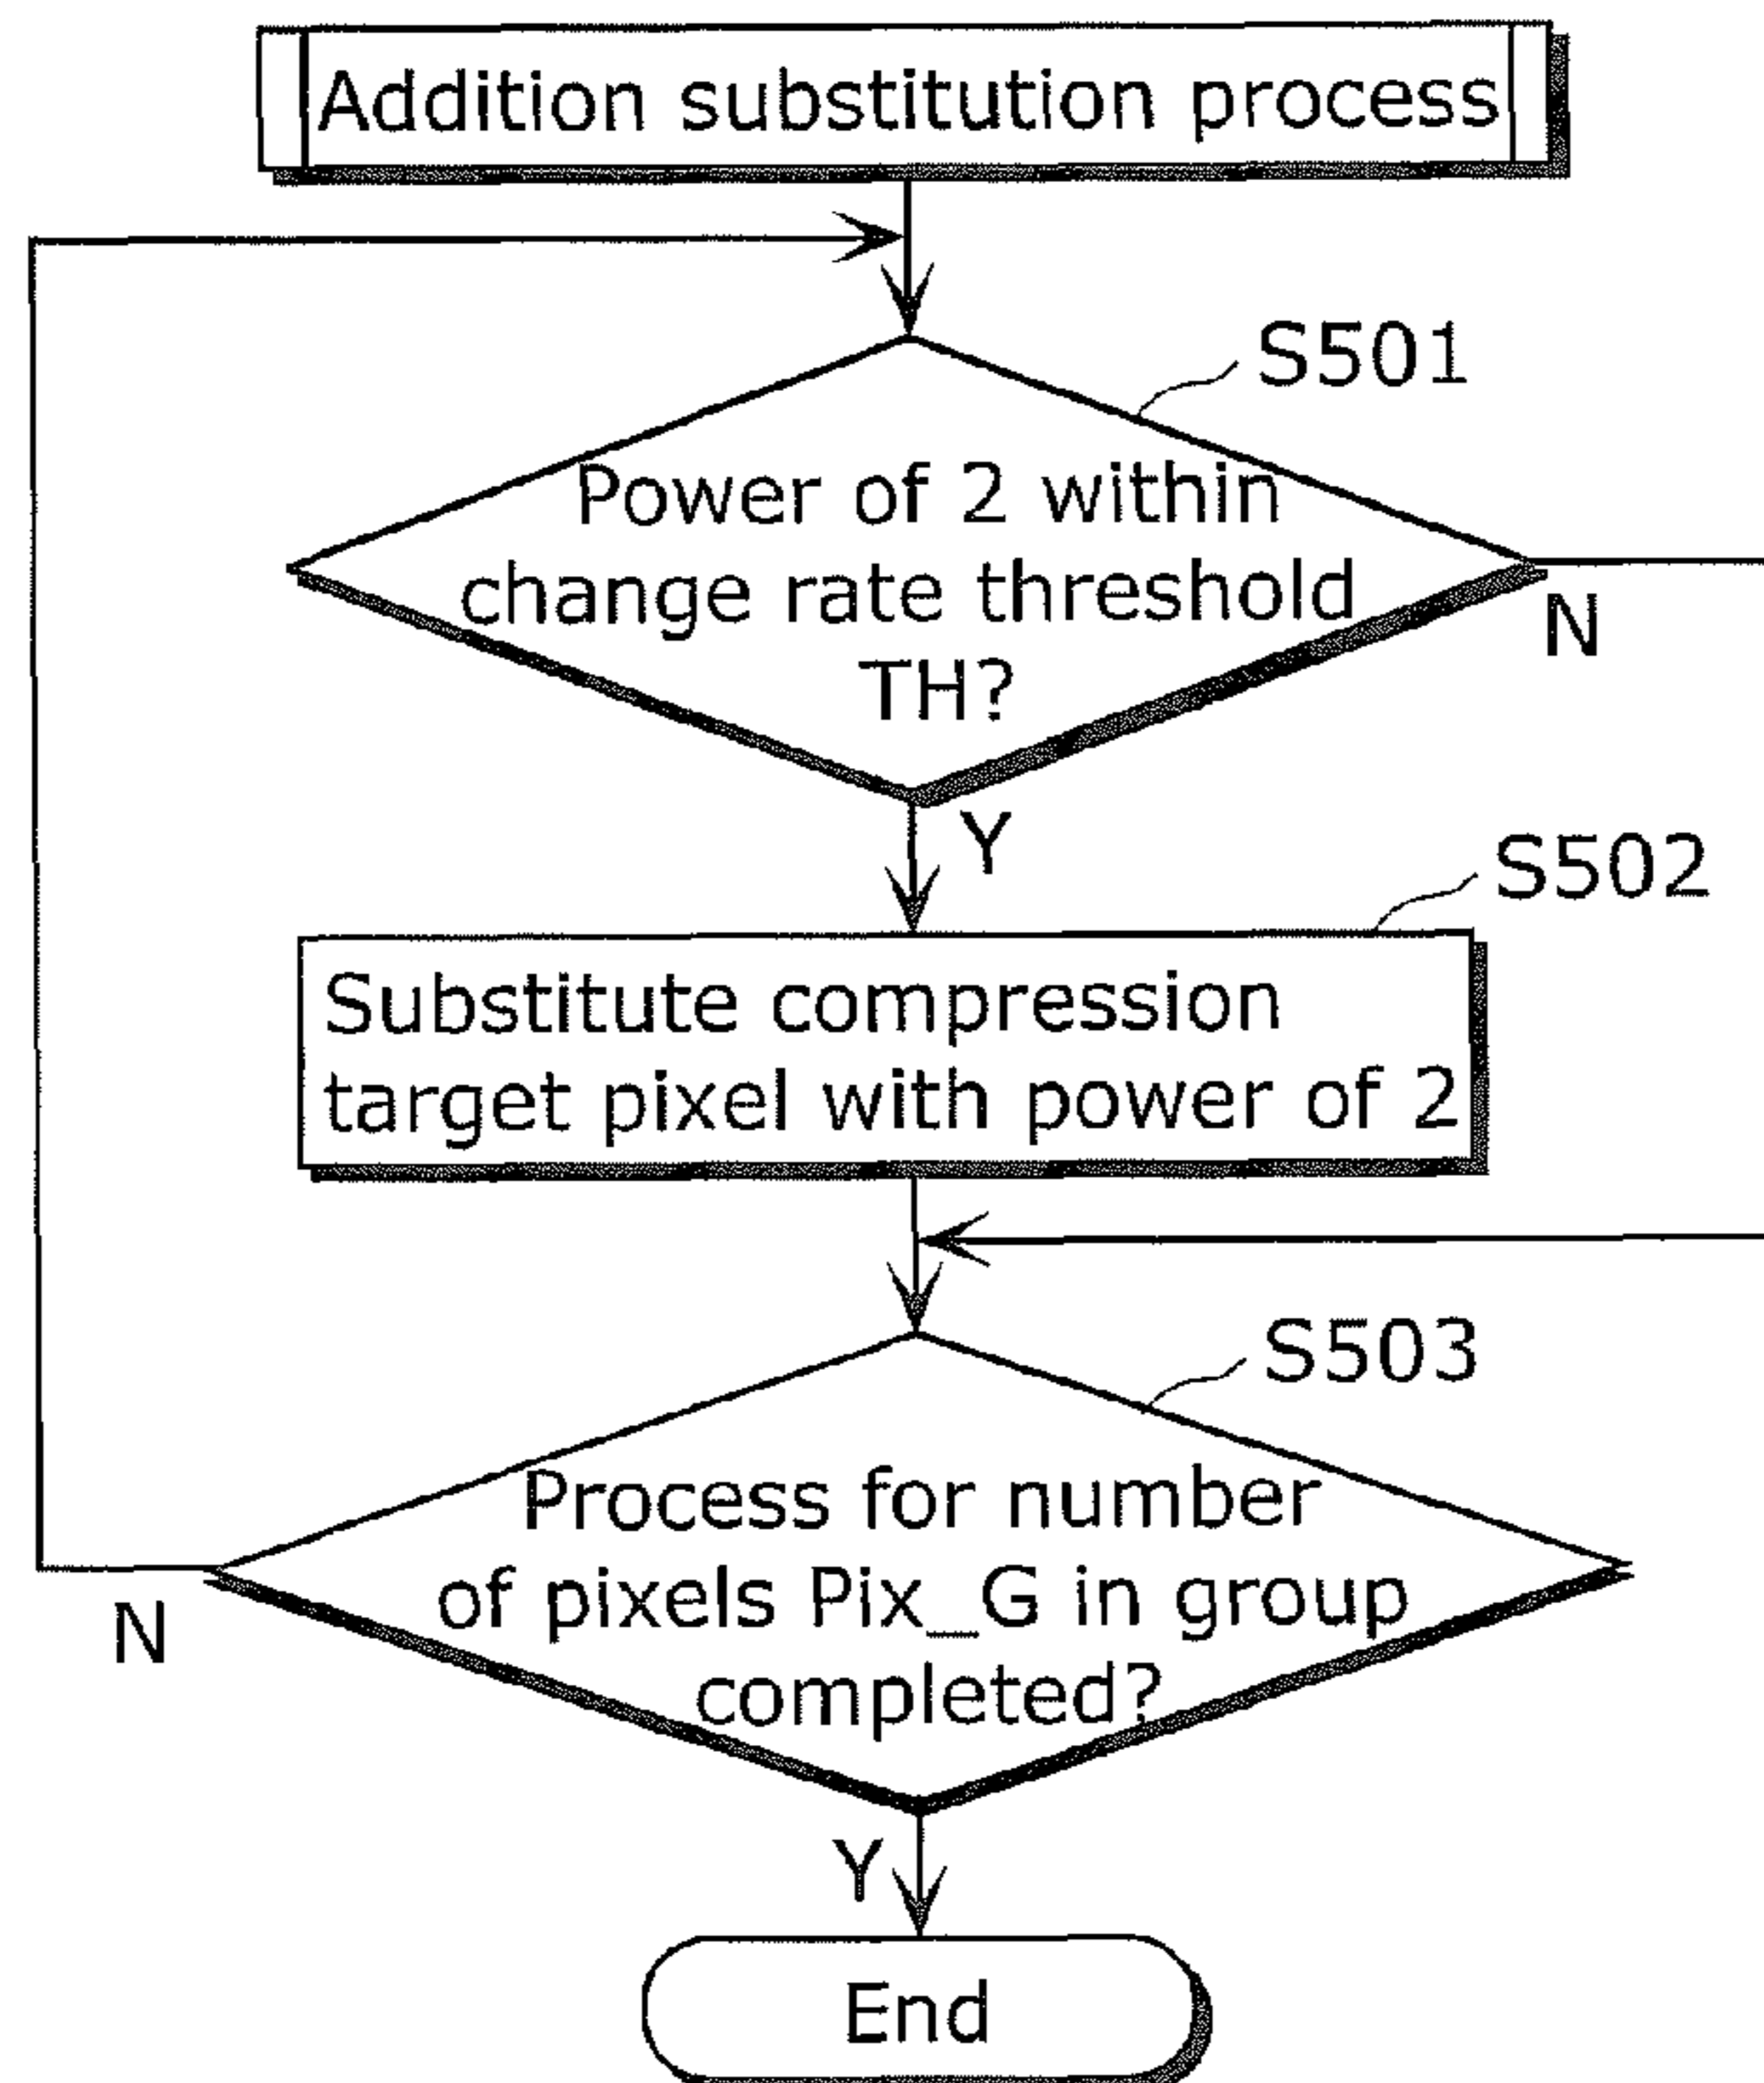 Addition substitution process
S501
Power of 2 within
change rate threshold
TH?
N
Y
S502
Substitute compression
target pixel with power of 2
S503
Process for number
of pixels Pix_G in group
completed?
N
Y
End